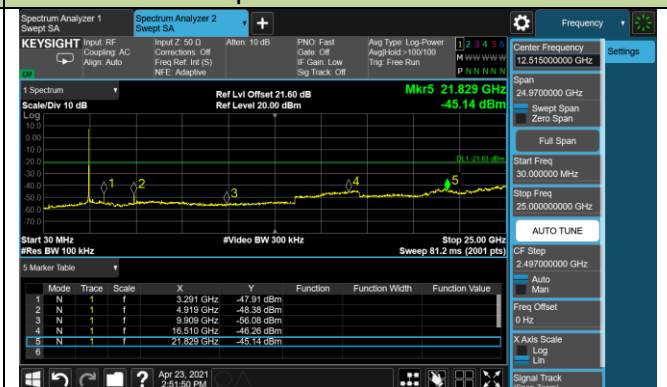 Spectrum Analyzer 1
Swept SA
Spectrum Analyzer 2
Swept SA
Frequency
KEYSIGHT
Input: RF
Coupling: AC
Align: Auto
Input Z: 50 Ω
Corrections: Off
Freq Ref: Int (S)
NFE: Adaptive
Atten: 10 dB
PNO: Fast
Gate: Off
IF Gain: Low
Sig Track: Off
Avg Type: Log-Power
Avg|Hold:>100/100
Trig: Free Run
1 2 3 4 5 6
M W W W W W
P N N N N N
Center Frequency
12.515000000 GHz
Settings
Span
24.9700000 GHz
Swept Span
Zero Span
Full Span
Start Freq
30.000000 MHz
Stop Freq
25.000000000 GHz
AUTO TUNE
CF Step
2.497000000 GHz
Auto
Man
Freq Offset
0 Hz
X Axis Scale
Log
Lin
Signal Track
1 Spectrum
Scale/Div 10 dB
Ref Lvl Offset 21.60 dB
Ref Level 20.00 dBm
Mkr5 21.829 GHz
-45.14 dBm
Log
10.0
0.00
-10.0
-20.0
-30.0
-40.0
-50.0
-60.0
-70.0
DL1 -21.63 dBm
1
2
3
4
5
Start 30 MHz
#Res BW 100 kHz
#Video BW 300 kHz
Stop 25.00 GHz
Sweep 81.2 ms (2001 pts)
5 Marker Table
Mode Trace Scale X Y Function Function Width Function Value
1 N 1 f 3.291 GHz -47.91 dBm
2 N 1 f 4.919 GHz -48.38 dBm
3 N 1 f 9.909 GHz -56.08 dBm
4 N 1 f 16.510 GHz -46.26 dBm
5 N 1 f 21.829 GHz -45.14 dBm
6
Apr 23, 2021
2:51:50 PM